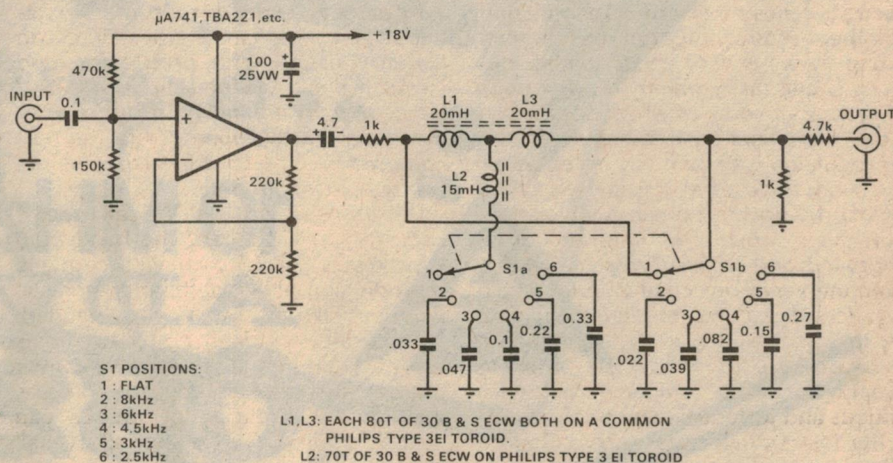 µA741,TBA221,etc.
+18V
470k
100
25VW
+
-
INPUT
0.1
+
-
4.7
+
-
1k
L1
20mH
L3
20mH
OUTPUT
4.7k
150k
220k
L2
15mH
1k
220k
1
S1a
6
2
5
3
4
1
S1b
6
2
5
3
4
.033
.047
0.1
0.22
0.33
.022
.039
.082
0.15
0.27
S1 POSITIONS:
1 : FLAT
2 : 8kHz
3 : 6kHz
4 : 4.5kHz
5 : 3kHz
6 : 2.5kHz
L1,L3: EACH 80T OF 30 B & S ECW BOTH ON A COMMON
PHILIPS TYPE 3EI TOROID.
L2: 70T OF 30 B & S ECW ON PHILIPS TYPE 3 EI TOROID